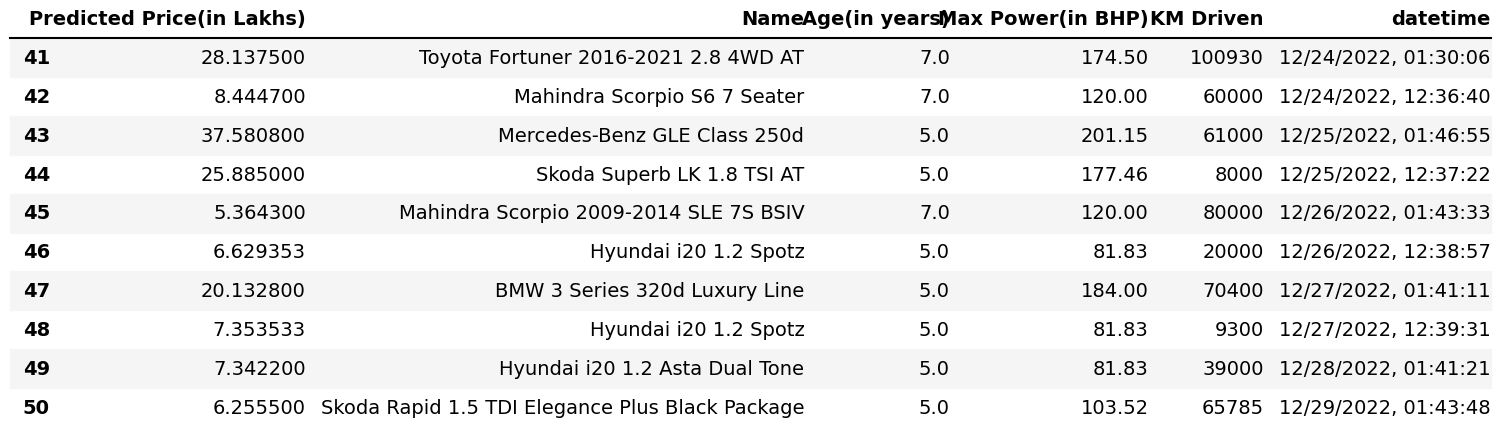 Predicted Price(in Lakhs) Name Age(in years) Max Power(in BHP) KM Driven datetime
41 28.137500 Toyota Fortuner 2016-2021 2.8 4WD AT 7.0 174.50 100930 12/24/2022, 01:30:06
42 8.444700 Mahindra Scorpio S6 7 Seater 7.0 120.00 60000 12/24/2022, 12:36:40
43 37.580800 Mercedes-Benz GLE Class 250d 5.0 201.15 61000 12/25/2022, 01:46:55
44 25.885000 Skoda Superb LK 1.8 TSI AT 5.0 177.46 8000 12/25/2022, 12:37:22
45 5.364300 Mahindra Scorpio 2009-2014 SLE 7S BSIV 7.0 120.00 80000 12/26/2022, 01:43:33
46 6.629353 Hyundai i20 1.2 Spotz 5.0 81.83 20000 12/26/2022, 12:38:57
47 20.132800 BMW 3 Series 320d Luxury Line 5.0 184.00 70400 12/27/2022, 01:41:11
48 7.353533 Hyundai i20 1.2 Spotz 5.0 81.83 9300 12/27/2022, 12:39:31
49 7.342200 Hyundai i20 1.2 Asta Dual Tone 5.0 81.83 39000 12/28/2022, 01:41:21
50 6.255500 Skoda Rapid 1.5 TDI Elegance Plus Black Package 5.0 103.52 65785 12/29/2022, 01:43:48